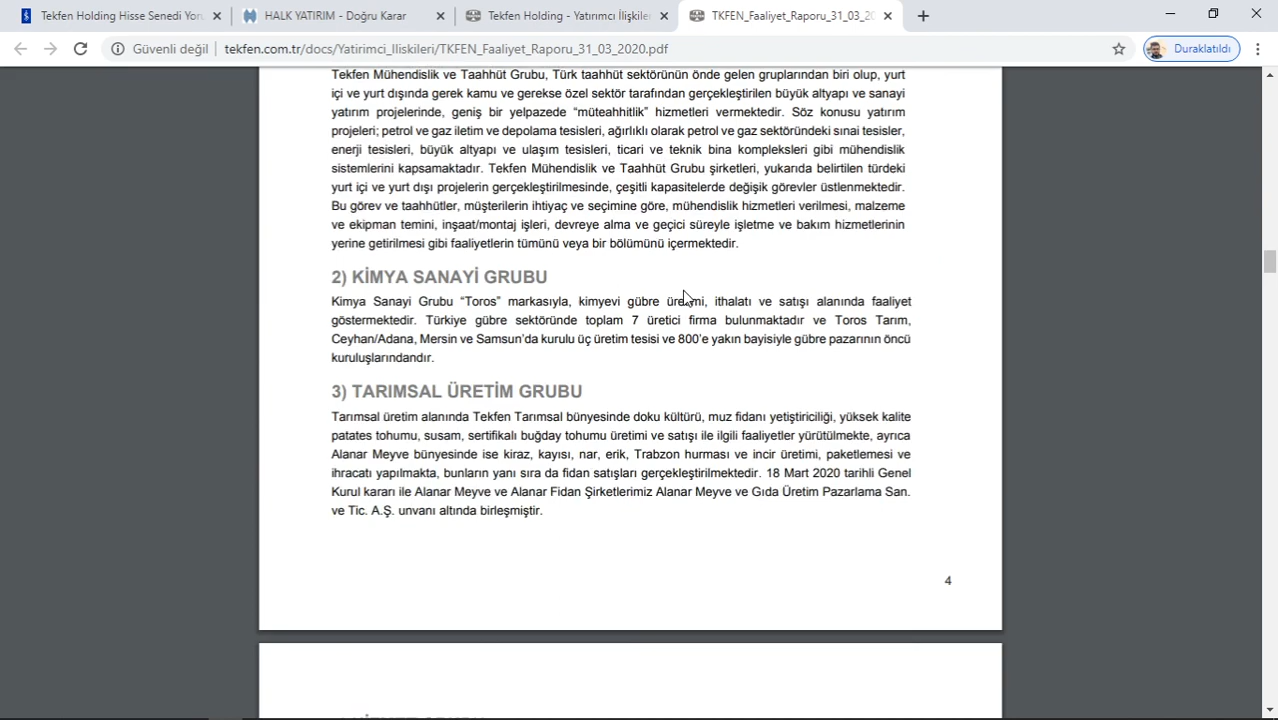 Tekfen Holding Hisse Senedi Yoru
HALK YATIRIM - Doğru Karar
Tekfen Holding - Yatırımcı İlişkileri
TKFEN_Faaliyet_Raporu_31_03_20
Güvenli değil
tekfen.com.tr/docs/Yatirimci_Iliskileri/TKFEN_Faaliyet_Raporu_31_03_2020.pdf
Duraklatıldı
Tekfen Mühendislik ve Taahhüt Grubu, Türk taahhüt sektörünün önde gelen gruplarından biri olup, yurt
içi ve yurt dışında gerek kamu ve gerekse özel sektör tarafından gerçekleştirilen büyük altyapı ve sanayi
yatırım projelerinde, geniş bir yelpazede “müteahhitlik” hizmetleri vermektedir. Söz konusu yatırım
projeleri; petrol ve gaz iletim ve depolama tesisleri, ağırlıklı olarak petrol ve gaz sektöründeki sınai tesisler,
enerji tesisleri, büyük altyapı ve ulaşım tesisleri, ticari ve teknik bina kompleksleri gibi mühendislik
sistemlerini kapsamaktadır. Tekfen Mühendislik ve Taahhüt Grubu şirketleri, yukarıda belirtilen türdeki
yurt içi ve yurt dışı projelerin gerçekleştirilmesinde, çeşitli kapasitelerde değişik görevler üstlenmektedir.
Bu görev ve taahhütler, müşterilerin ihtiyaç ve seçimine göre, mühendislik hizmetleri verilmesi, malzeme
ve ekipman temini, inşaat/montaj işleri, devreye alma ve geçici süreyle işletme ve bakım hizmetlerinin
yerine getirilmesi gibi faaliyetlerin tümünü veya bir bölümünü içermektedir.
2) KİMYA SANAYİ GRUBU
Kimya Sanayi Grubu “Toros” markasıyla, kimyevi gübre üretimi, ithalatı ve satışı alanında faaliyet
göstermektedir. Türkiye gübre sektöründe toplam 7 üretici firma bulunmaktadır ve Toros Tarım,
Ceyhan/Adana, Mersin ve Samsun’da kurulu üç üretim tesisi ve 800’e yakın bayisiyle gübre pazarının öncü
kuruluşlarındandır.
3) TARIMSAL ÜRETİM GRUBU
Tarımsal üretim alanında Tekfen Tarımsal bünyesinde doku kültürü, muz fidanı yetiştiriciliği, yüksek kalite
patates tohumu, susam, sertifikalı buğday tohumu üretimi ve satışı ile ilgili faaliyetler yürütülmekte, ayrıca
Alanar Meyve bünyesinde ise kiraz, kayısı, nar, erik, Trabzon hurması ve incir üretimi, paketlemesi ve
ihracatı yapılmakta, bunların yanı sıra da fidan satışları gerçekleştirilmektedir. 18 Mart 2020 tarihli Genel
Kurul kararı ile Alanar Meyve ve Alanar Fidan Şirketlerimiz Alanar Meyve ve Gıda Üretim Pazarlama San.
ve Tic. A.Ş. unvanı altında birleşmiştir.
4